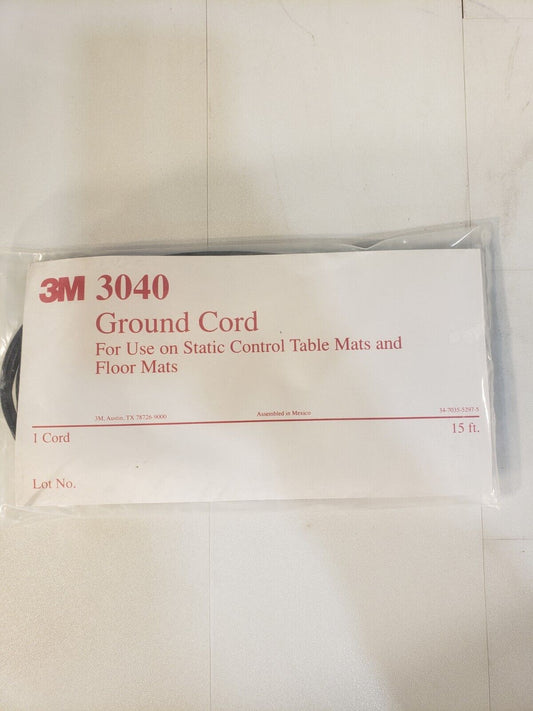 3M 3040
Ground Cord
For Use on Static Control Table Mats and
Floor Mats
3M, Austin, TX 78726-9000 Assembled in Mexico 34-7035-5297-5
1 Cord 15 ft.
Lot No.